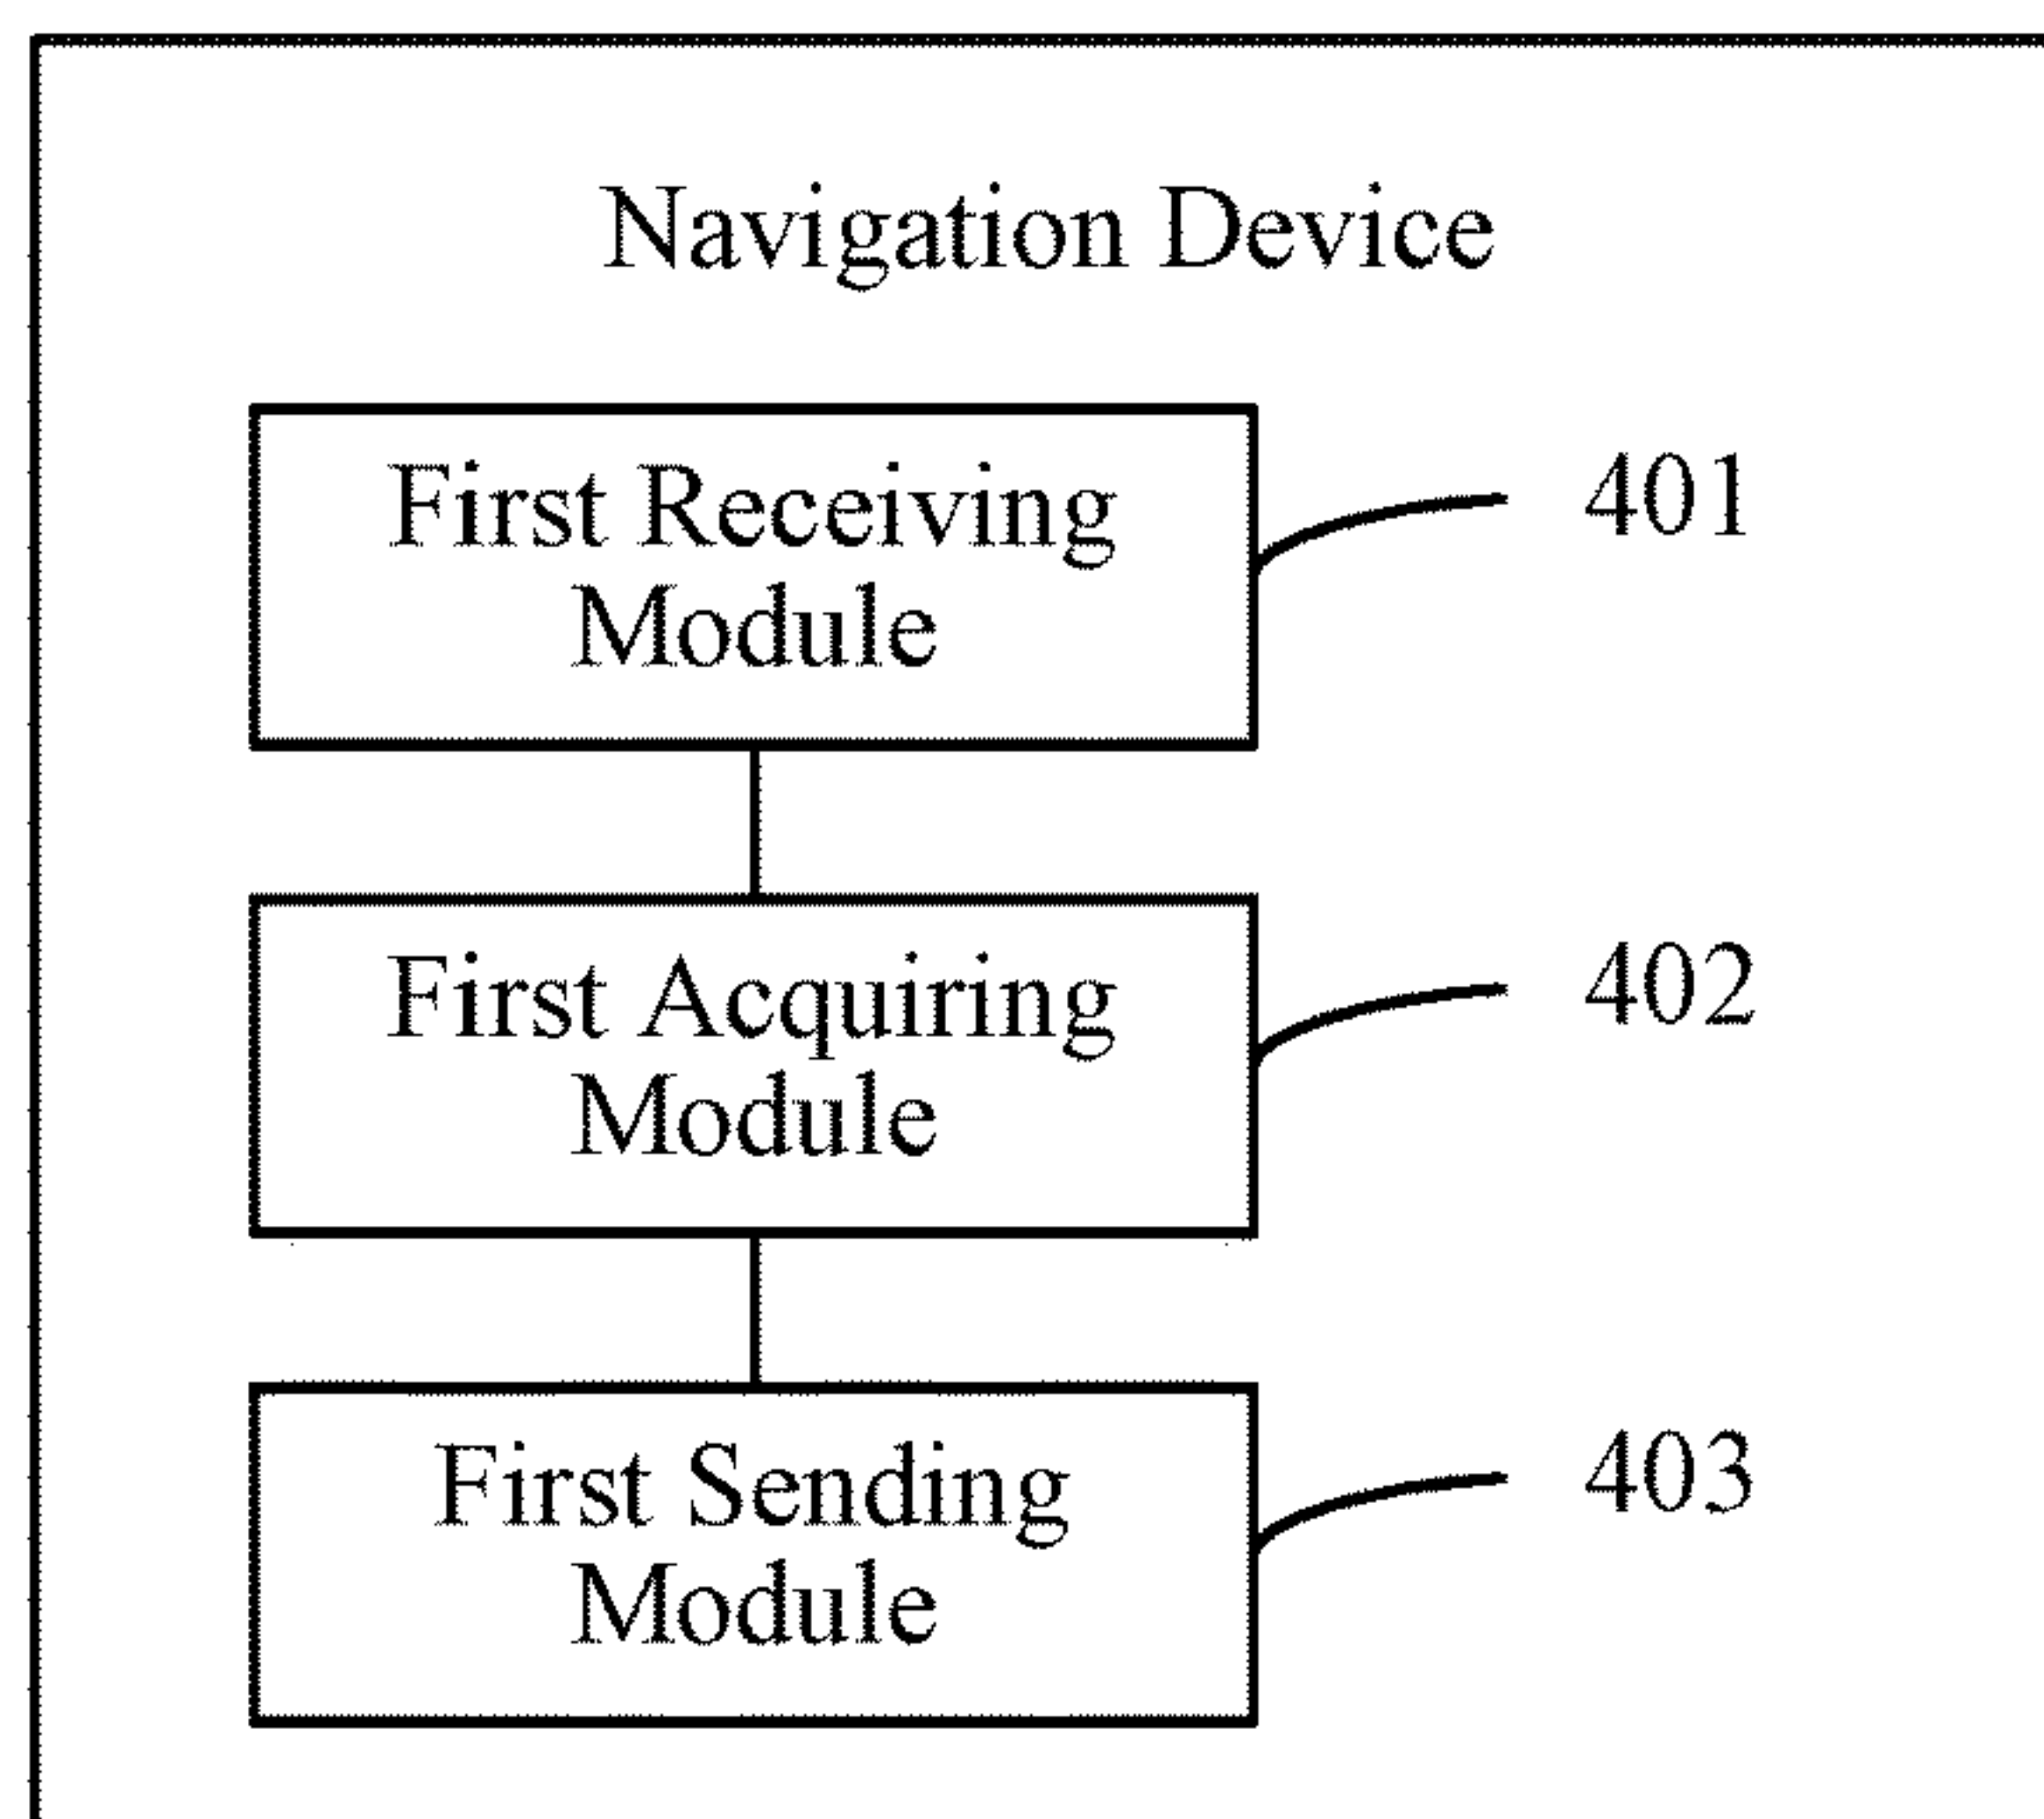 Navigation Device
First Receiving
Module
401
First Acquiring
Module
402
First Sending
Module
403